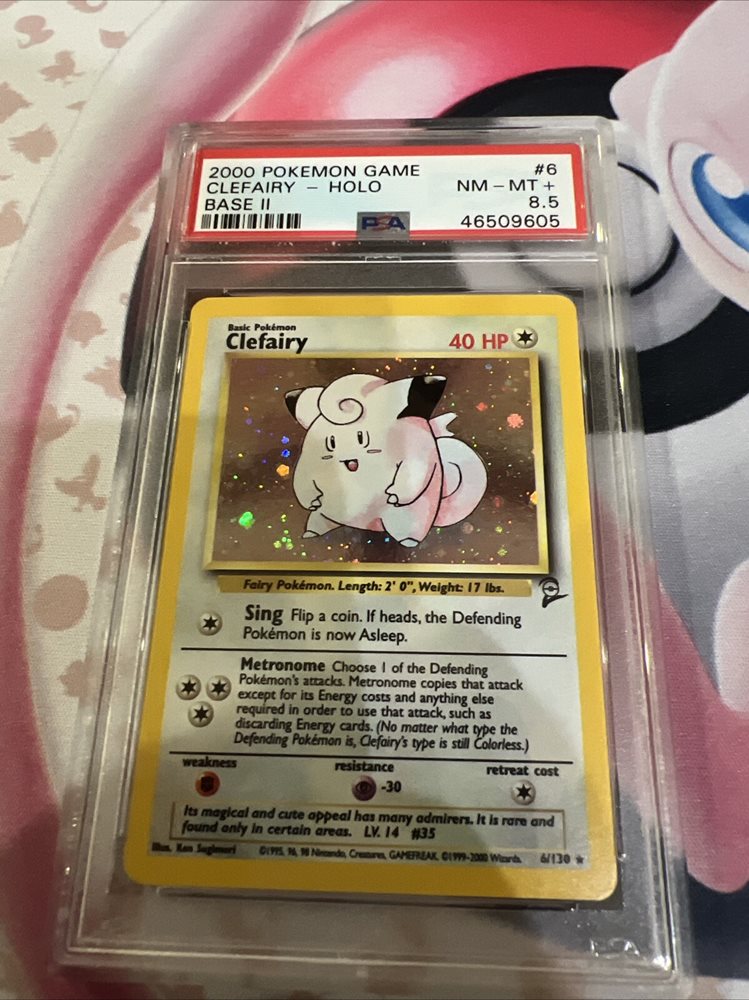 2000 POKEMON GAME #6
CLEFAIRY - HOLO NM - MT +
BASE II 8.5
PSA 46509605
Basic Pokémon
Clefairy 40 HP
Fairy Pokémon. Length: 2' 0", Weight: 17 lbs.
Sing Flip a coin. If heads, the Defending
Pokémon is now Asleep.
Metronome Choose 1 of the Defending
Pokémon's attacks. Metronome copies that attack
except for its Energy costs and anything else
required in order to use that attack, such as
discarding Energy cards. (No matter what type the
Defending Pokémon is, Clefairy's type is still Colorless.)
weakness resistance retreat cost
-30
Its magical and cute appeal has many admirers. It is rare and
found only in certain areas. LV. 14 #35
Illus. Ken Sugimori ©1995, 96, 98 Nintendo, Creatures, GAMEFREAK. ©1999-2000 Wizards. 6/130 ★